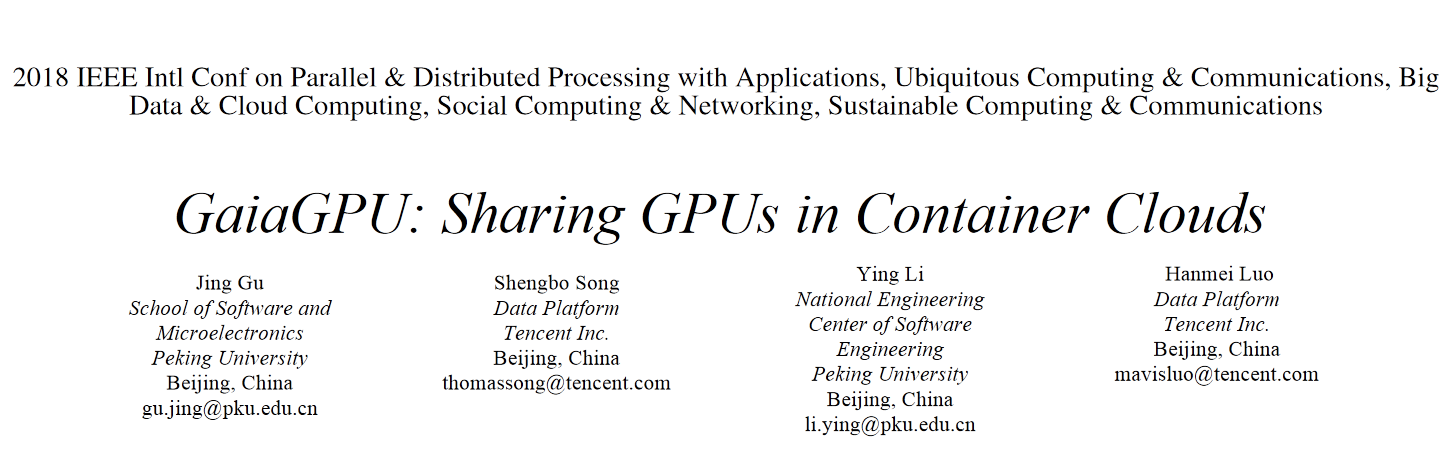 2018 IEEE Intl Conf on Parallel & Distributed Processing with Applications, Ubiquitous Computing & Communications, Big
Data & Cloud Computing, Social Computing & Networking, Sustainable Computing & Communications
GaiaGPU: Sharing GPUs in Container Clouds
Jing Gu
School of Software and
Microelectronics
Peking University
Beijing, China
gu.jing@pku.edu.cn
Shengbo Song
Data Platform
Tencent Inc.
Beijing, China
thomassong@tencent.com
Ying Li
National Engineering
Center of Software
Engineering
Peking University
Beijing, China
li.ying@pku.edu.cn
Hanmei Luo
Data Platform
Tencent Inc.
Beijing, China
mavisluo@tencent.com